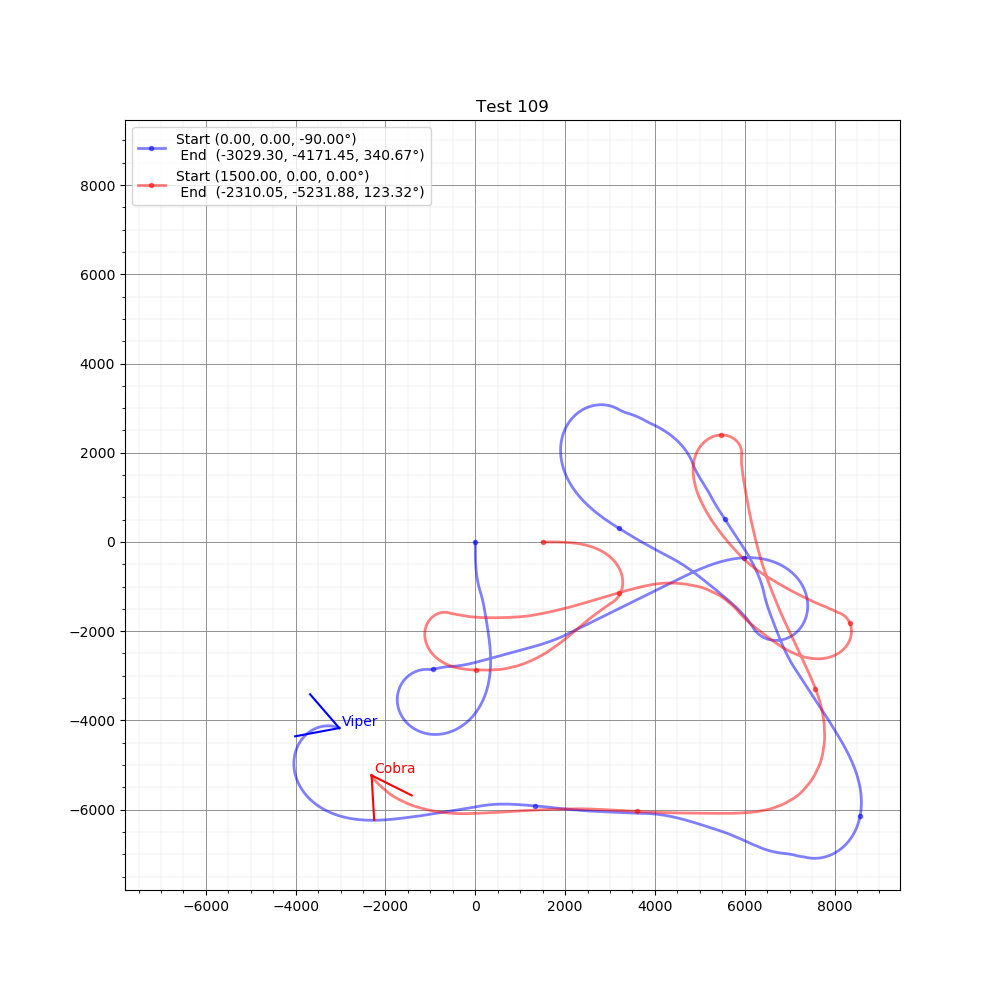 Test 109
Start (0.00, 0.00, -90.00°)
End  (-3029.30, -4171.45, 340.67°)
Start (1500.00, 0.00, 0.00°)
End  (-2310.05, -5231.88, 123.32°)
8000
6000
4000
2000
0
−2000
−4000
−6000
Viper
Cobra
−6000 −4000 −2000 0 2000 4000 6000 8000